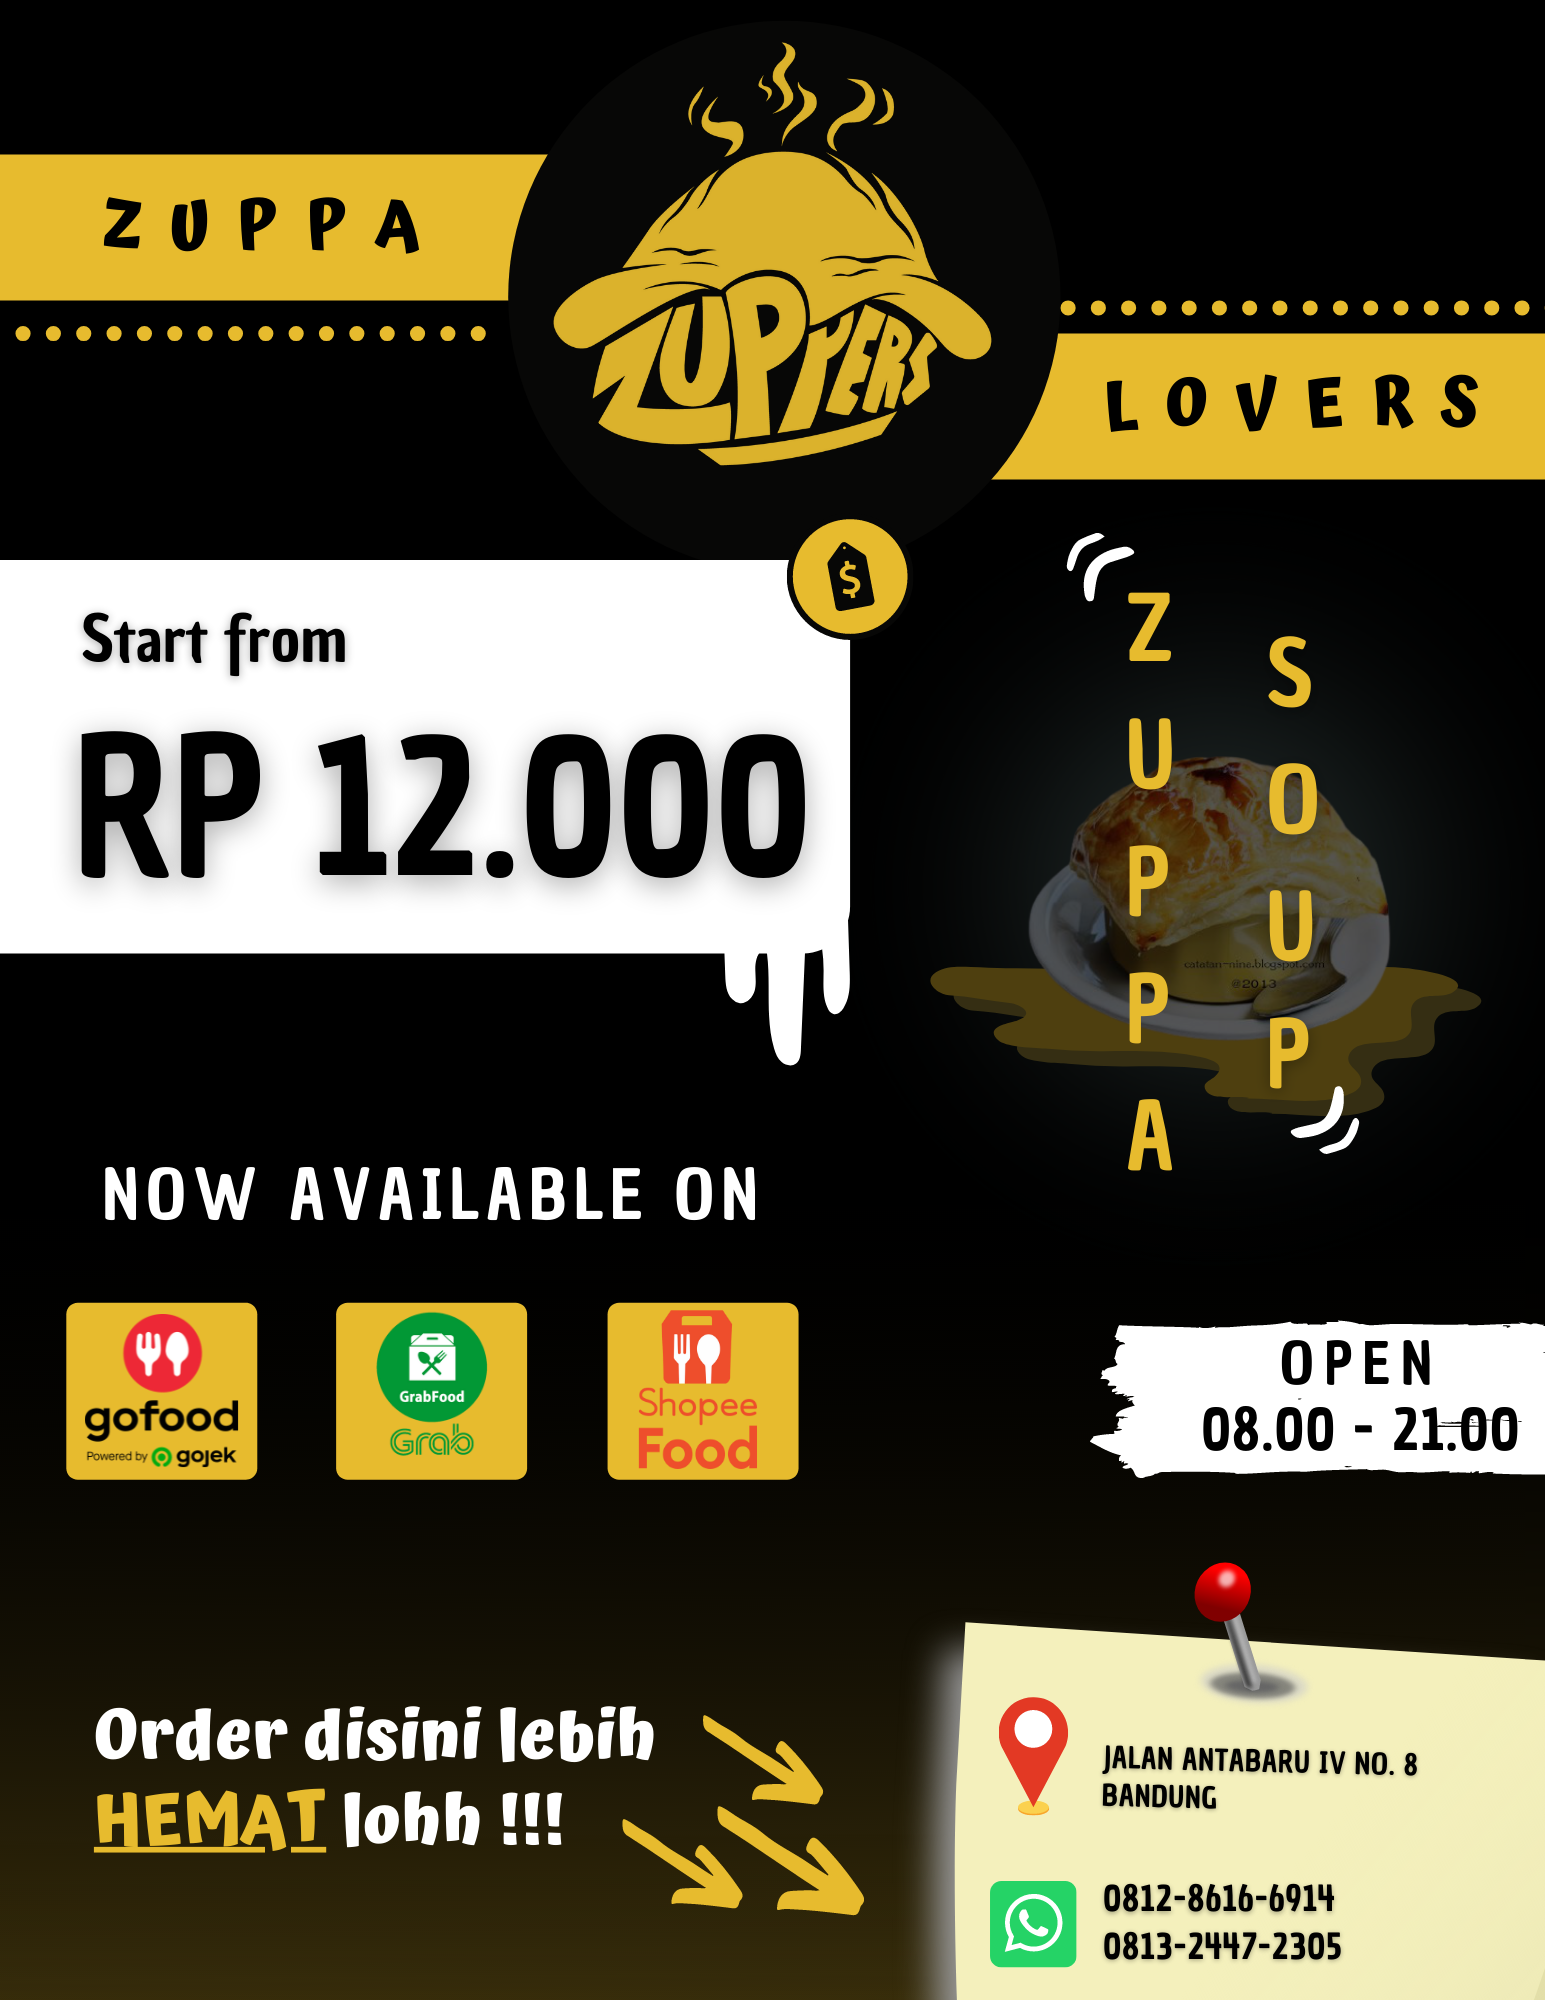 ZUPPA
ZUPPERS
LOVERS
$
Start from
RP 12.000
ZUPPA
SOUP
catatan-nine.blogspot.com
@2013
NOW AVAILABLE ON
gofood
Powered by gojek
GrabFood
Grab
Shopee
Food
OPEN
08.00 - 21.00
Order disini lebih
HEMAT lohh !!!
JALAN ANTABARU IV NO. 8
BANDUNG
0812-8616-6914
0813-2447-2305